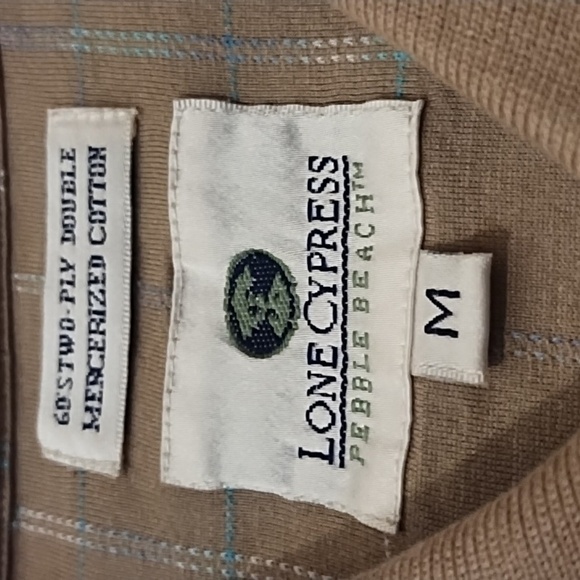 60'S TWO-PLY DOUBLE
MERCERIZED COTTON
LONE CYPRESS
PEBBLE BEACH™
M